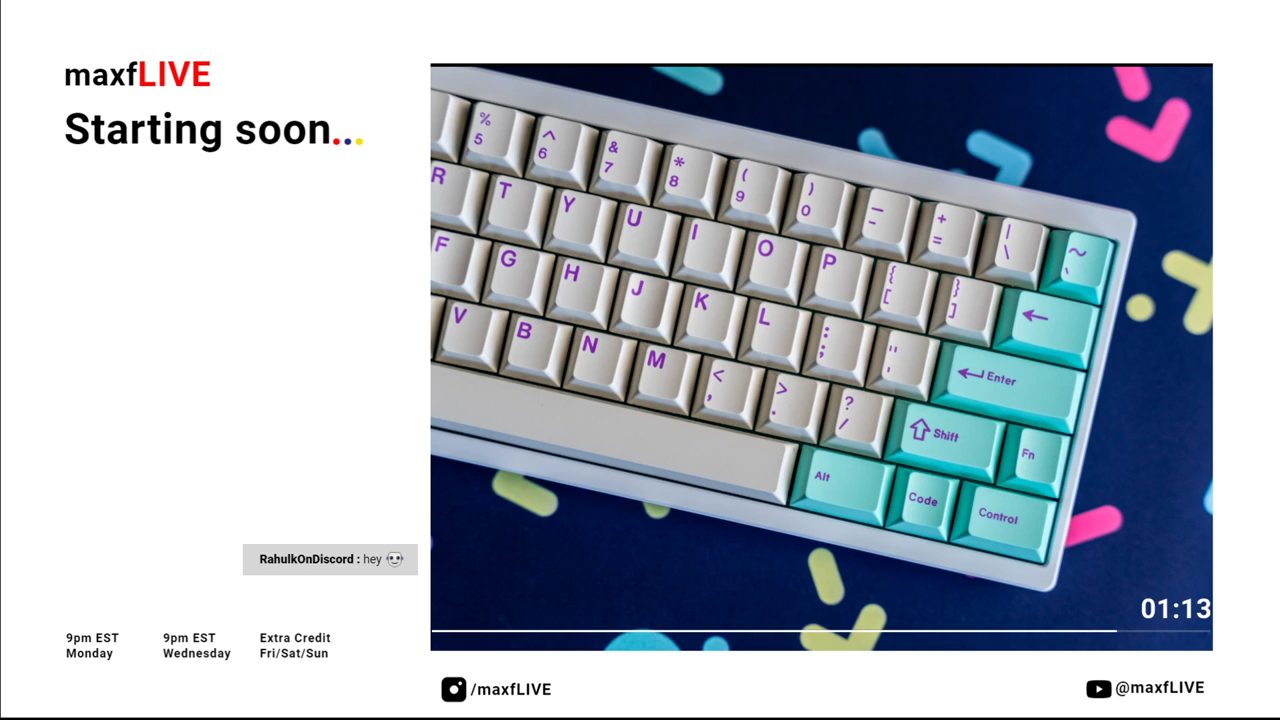 maxfLIVE
Starting soon...
% 5 ^ 6 & 7 * 8 ( 9 ) 0 — - + = | \ ~ `
R T Y U I O P { [ } ] ←
F G H J K L : ; " ' Enter
V B N M < , > . ? / Shift Fn
Alt Code Control
RahulkOnDiscord : hey
01:13
9pm EST
Monday
9pm EST
Wednesday
Extra Credit
Fri/Sat/Sun
/maxfLIVE
@maxfLIVE